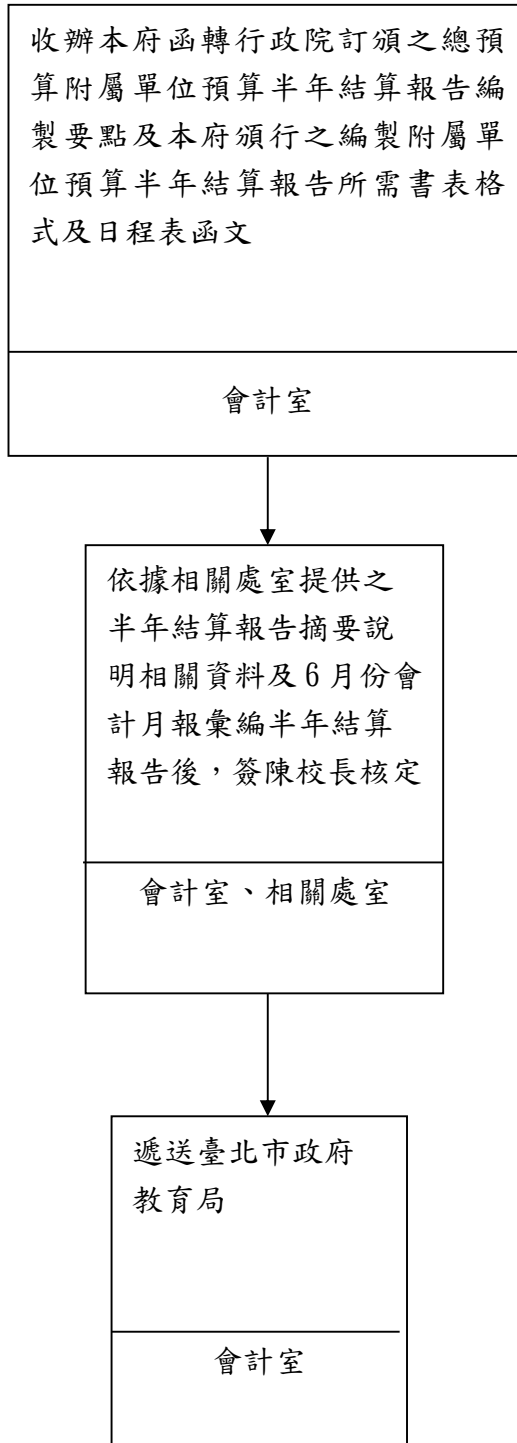 收辦本府函轉行政院訂頒之總預
算附屬單位預算半年結算報告編
製要點及本府頒行之編製附屬單
位預算半年結算報告所需書表格
式及日程表函文
會計室
依據相關處室提供之
半年結算報告摘要說
明相關資料及6月份會
計月報彙編半年結算
報告後，簽陳校長核定
會計室、相關處室
遞送臺北市政府
教育局
會計室